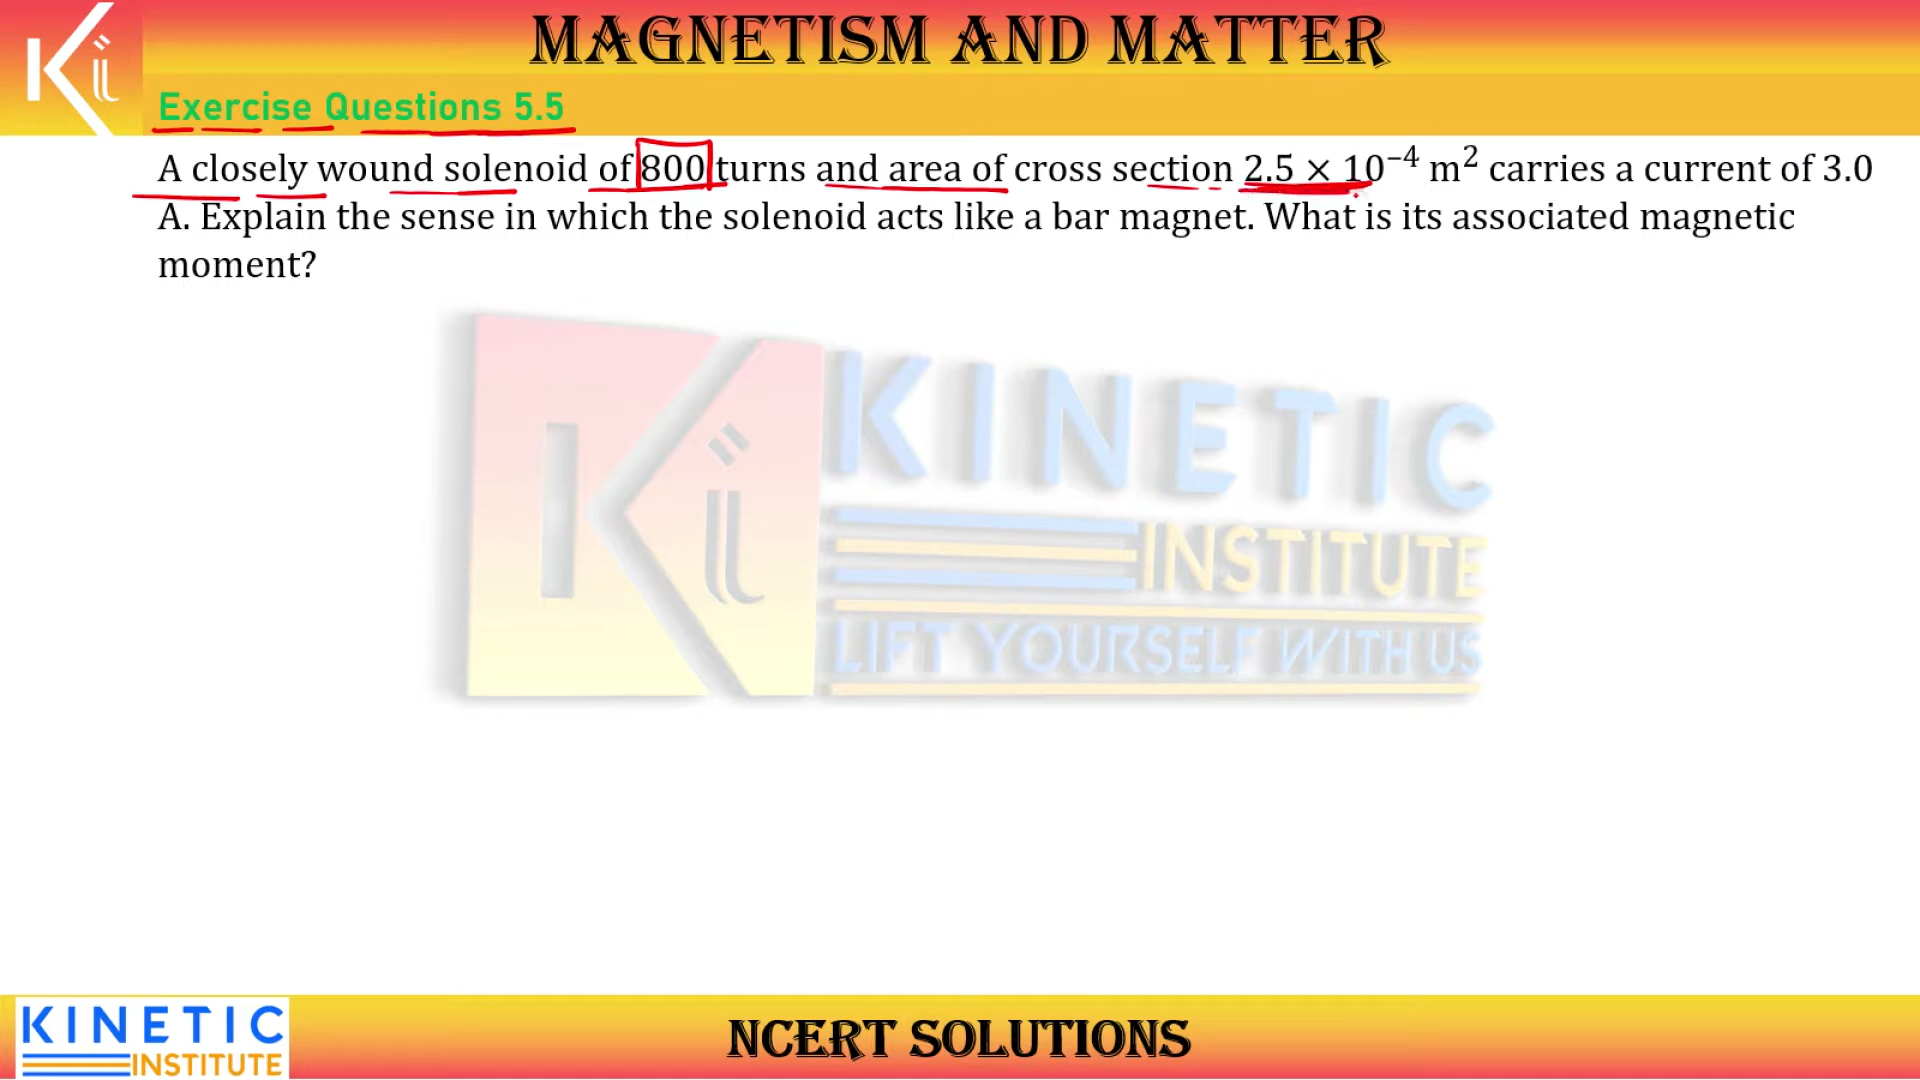 Ki
MAGNETISM AND MATTER
Exercise Questions 5.5
A closely wound solenoid of 800 turns and area of cross section 2.5 × 10⁻⁴ m² carries a current of 3.0
A. Explain the sense in which the solenoid acts like a bar magnet. What is its associated magnetic
moment?
Ki
KINETIC
INSTITUTE
LIFT YOURSELF WITH US
KINETIC
INSTITUTE
NCERT SOLUTIONS